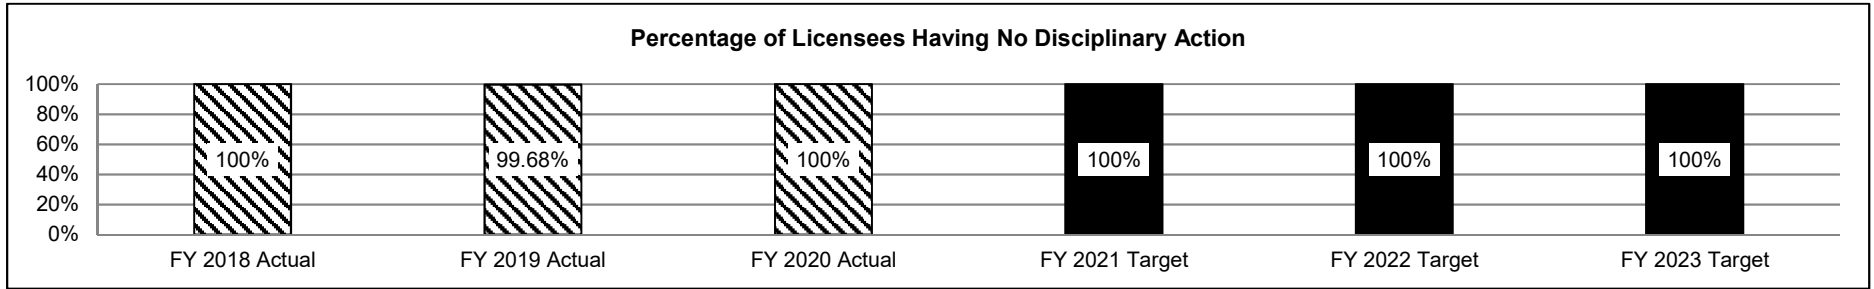 Percentage of Licensees Having No Disciplinary Action
100%
80%
60%
40%
20%
0%
100%
99.68%
100%
100%
100%
100%
FY 2018 Actual
FY 2019 Actual
FY 2020 Actual
FY 2021 Target
FY 2022 Target
FY 2023 Target